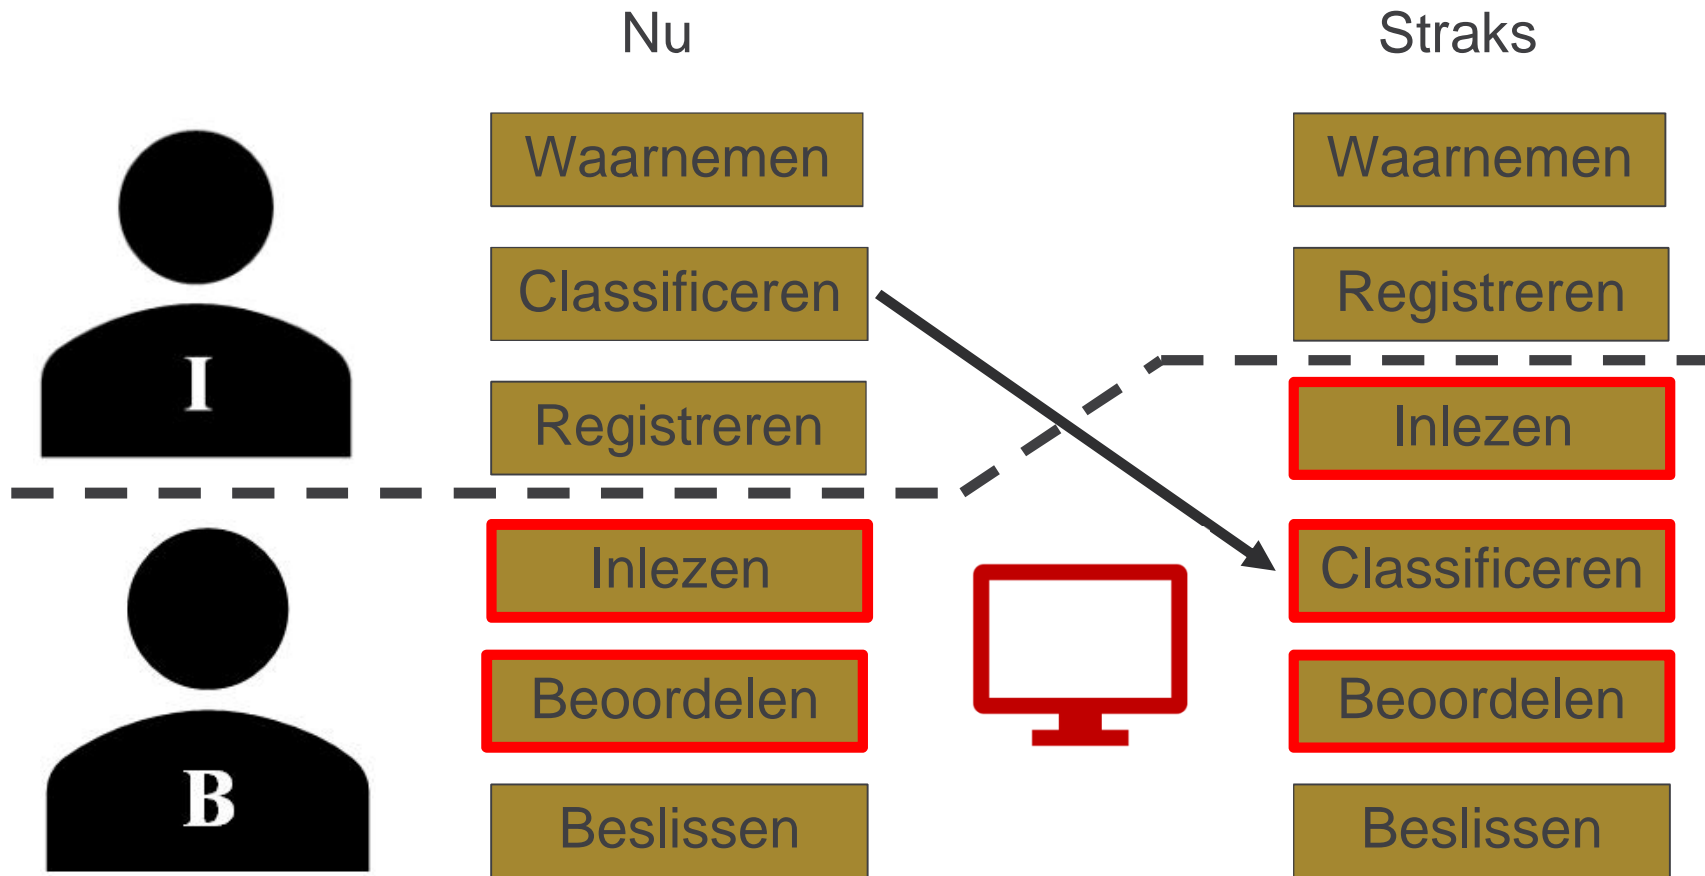 Nu
Straks
Waarnemen
Waarnemen
Classificeren
Registreren
I
Registreren
Inlezen
Inlezen
Classificeren
Beoordelen
Beoordelen
B
Beslissen
Beslissen